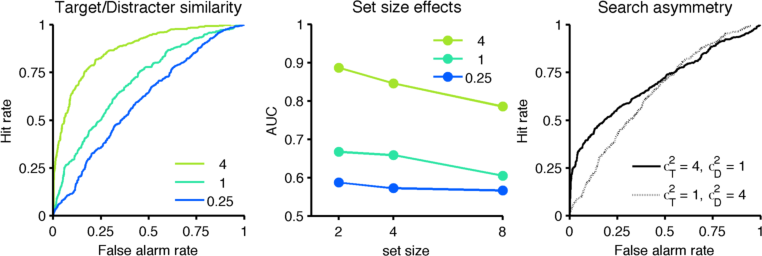 Target/Distracter similarity
Hit rate
1
0.75
0.5
0.25
0
4
1
0.25
0 0.25 0.5 0.75 1
False alarm rate
Set size effects
AUC
1
0.9
0.8
0.7
0.6
0.5
4
1
0.25
2 4 8
set size
Search asymmetry
Hit rate
1
0.75
0.5
0.25
0
σ²_T = 4, σ²_D = 1
σ²_T = 1, σ²_D = 4
0 0.25 0.5 0.75 1
False alarm rate